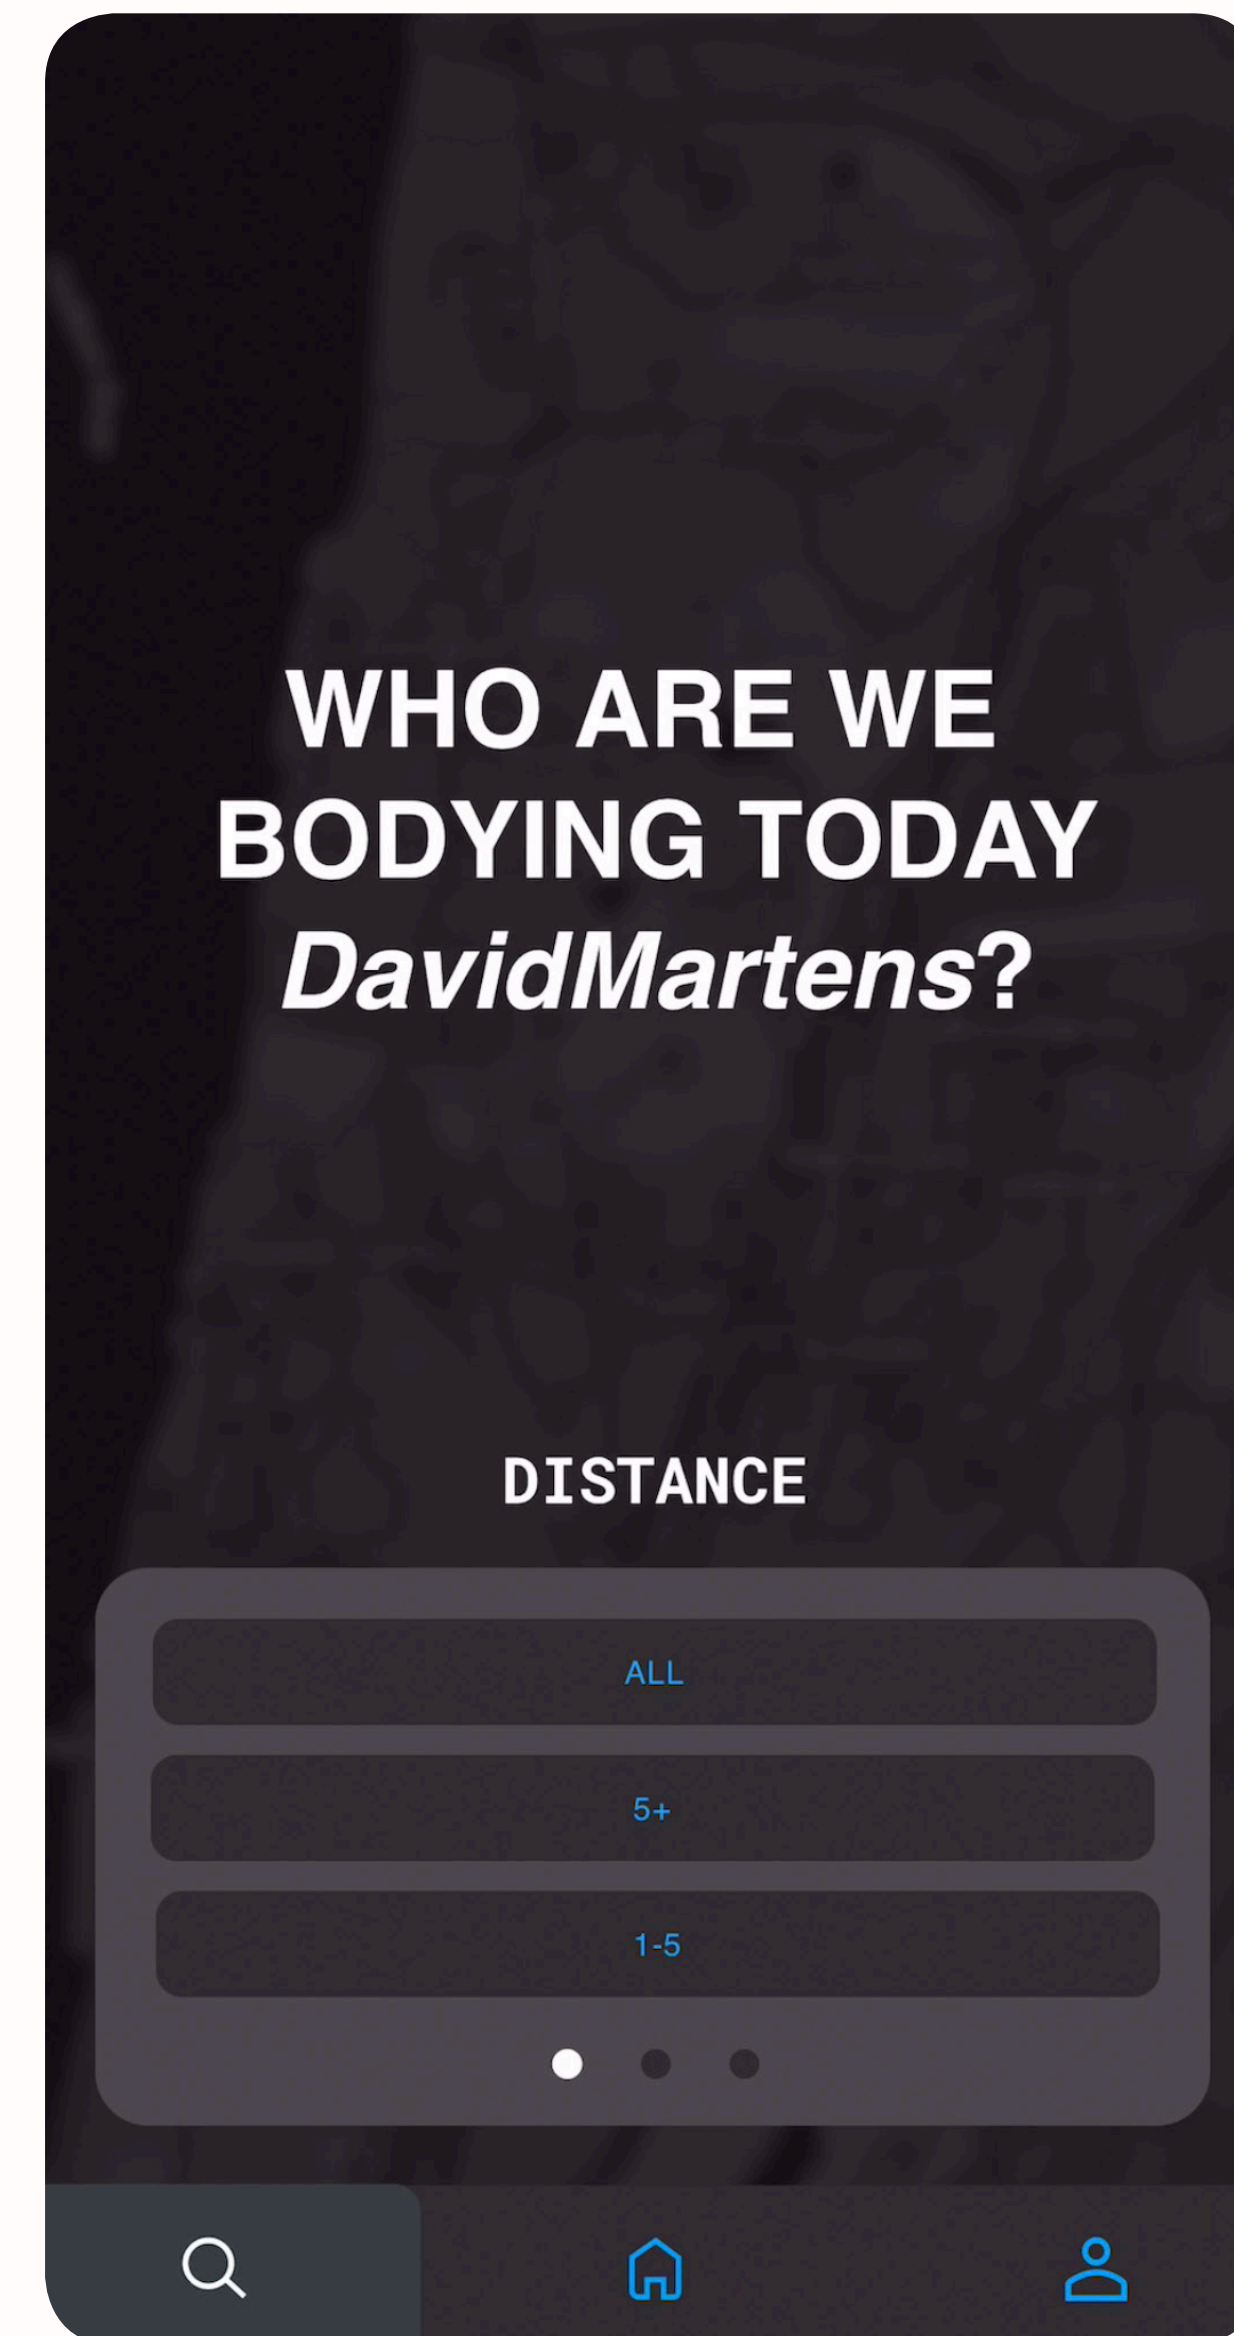 WHO ARE WE
BODYING TODAY
DavidMartens?
DISTANCE
ALL
5+
1-5